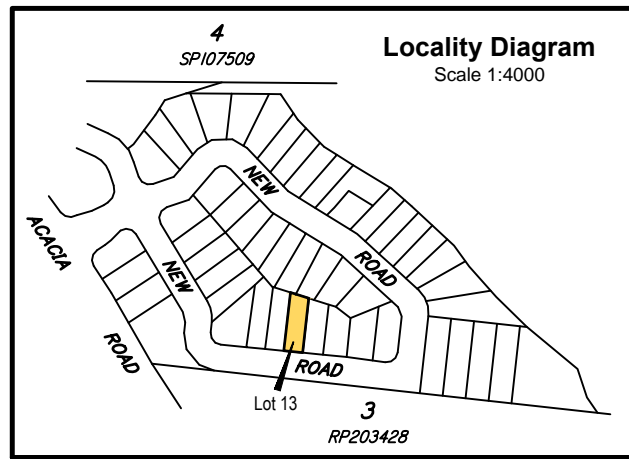 4
SP107509
Locality Diagram
Scale 1:4000
NEW
ROAD
ACACIA
ROAD
NEW
ROAD
Lot 13
3
RP203428